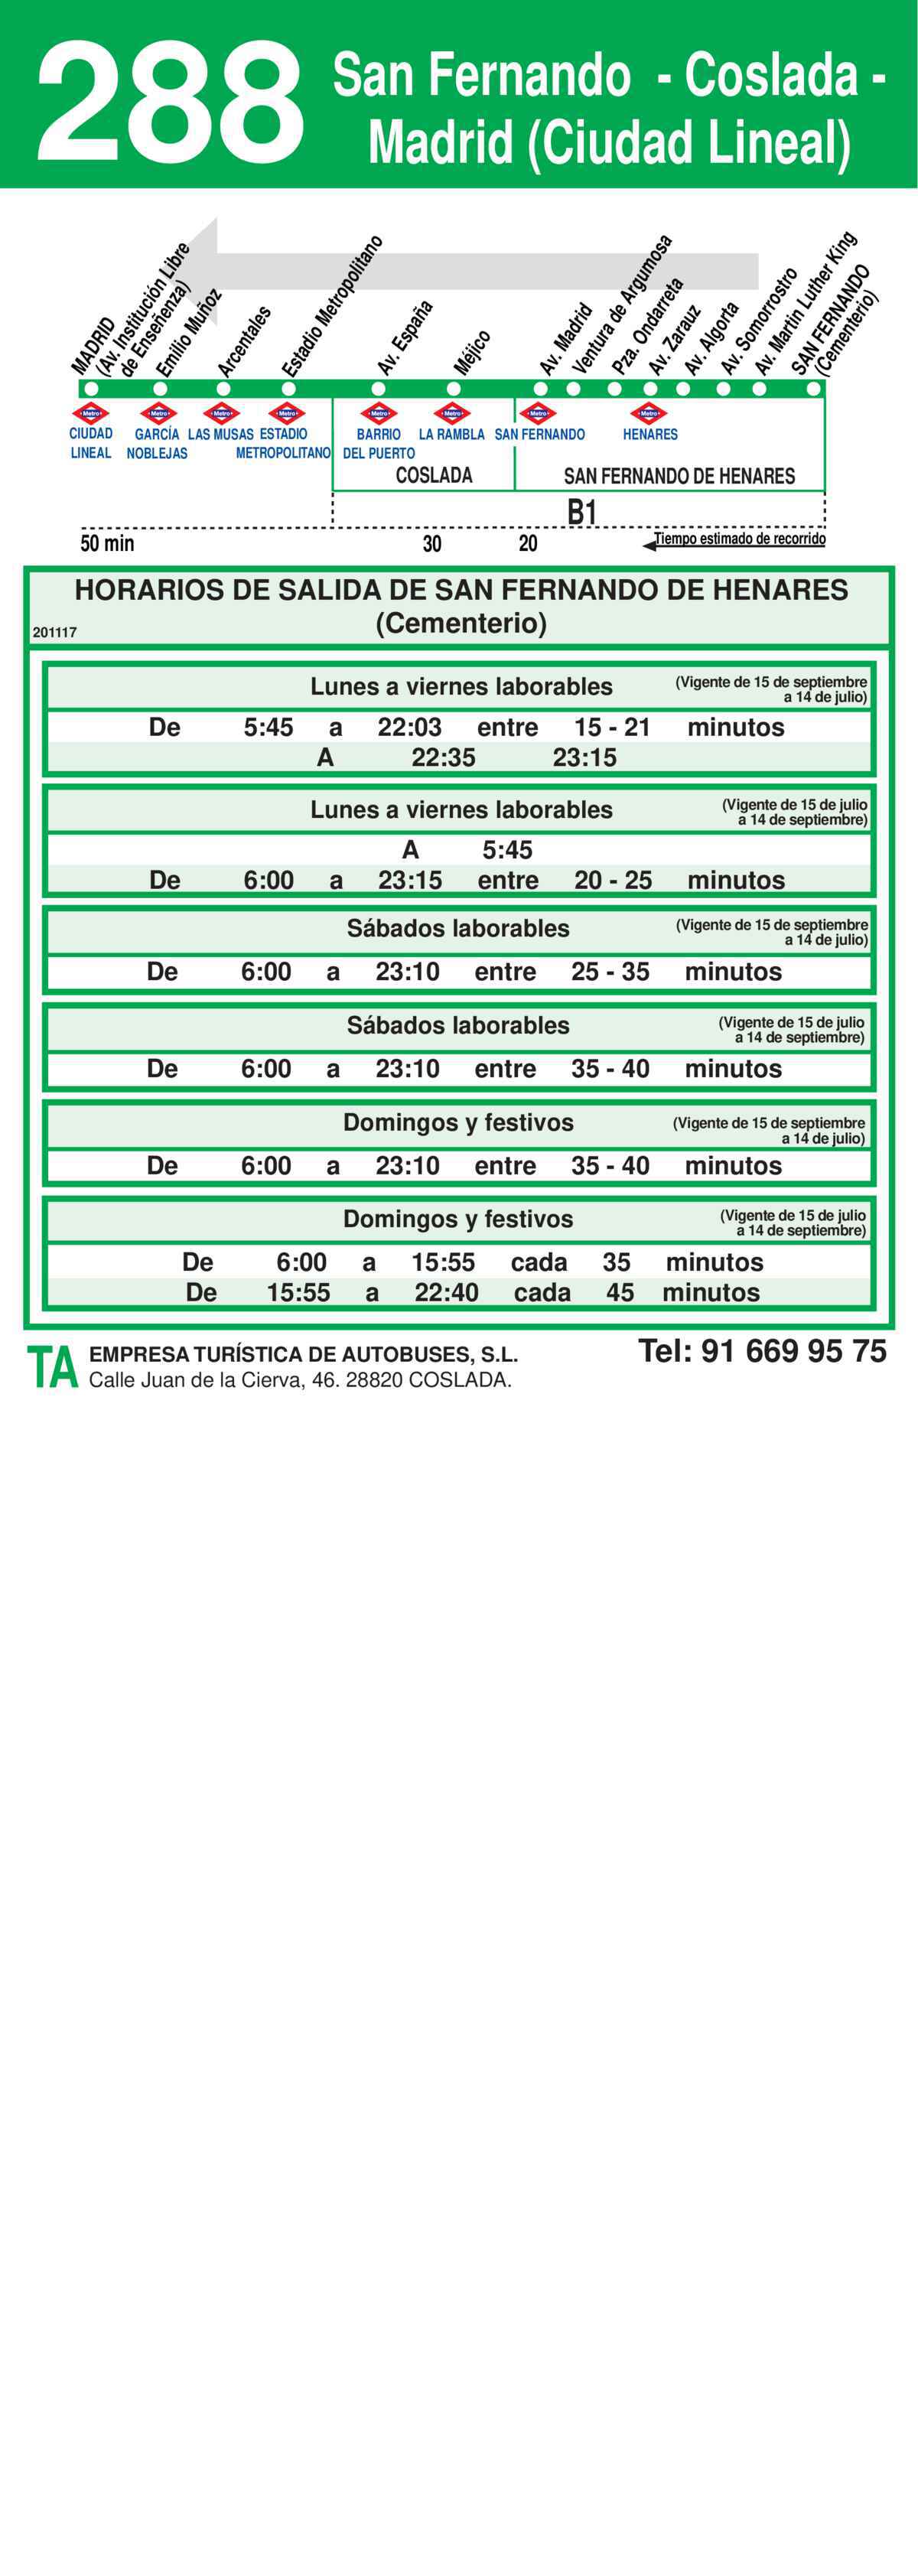 288
San Fernando - Coslada -
Madrid (Ciudad Lineal)
MADRID
(Av. Institución Libre
de Enseñenza)
Emilio Muñoz
Arcentales
Estadio Metropolitano
Av. España
Méjico
Av. Madrid
Ventura de Argumosa
Pza. Ondarreta
Av. Zarauz
Av. Algorta
Av. Somorrostro
Av. Martin Luther King
SAN FERNANDO
(Cementerio)
Metro Metro Metro Metro Metro Metro Metro Metro
CIUDAD
LINEAL
GARCÍA
NOBLEJAS
LAS MUSAS
ESTADIO
METROPOLITANO
BARRIO
DEL PUERTO
LA RAMBLA
SAN FERNANDO
HENARES
COSLADA
SAN FERNANDO DE HENARES
B1
50 min 30 20 Tiempo estimado de recorrido
HORARIOS DE SALIDA DE SAN FERNANDO DE HENARES
(Cementerio)
201117
Lunes a viernes laborables
(Vigente de 15 de septiembre
a 14 de julio)
De 5:45 a 22:03 entre 15 - 21 minutos
A 22:35 23:15
Lunes a viernes laborables
(Vigente de 15 de julio
a 14 de septiembre)
A 5:45
De 6:00 a 23:15 entre 20 - 25 minutos
Sábados laborables
(Vigente de 15 de septiembre
a 14 de julio)
De 6:00 a 23:10 entre 25 - 35 minutos
Sábados laborables
(Vigente de 15 de julio
a 14 de septiembre)
De 6:00 a 23:10 entre 35 - 40 minutos
Domingos y festivos
(Vigente de 15 de septiembre
a 14 de julio)
De 6:00 a 23:10 entre 35 - 40 minutos
Domingos y festivos
(Vigente de 15 de julio
a 14 de septiembre)
De 6:00 a 15:55 cada 35 minutos
De 15:55 a 22:40 cada 45 minutos
TA
EMPRESA TURÍSTICA DE AUTOBUSES, S.L.
Calle Juan de la Cierva, 46. 28820 COSLADA.
Tel: 91 669 95 75